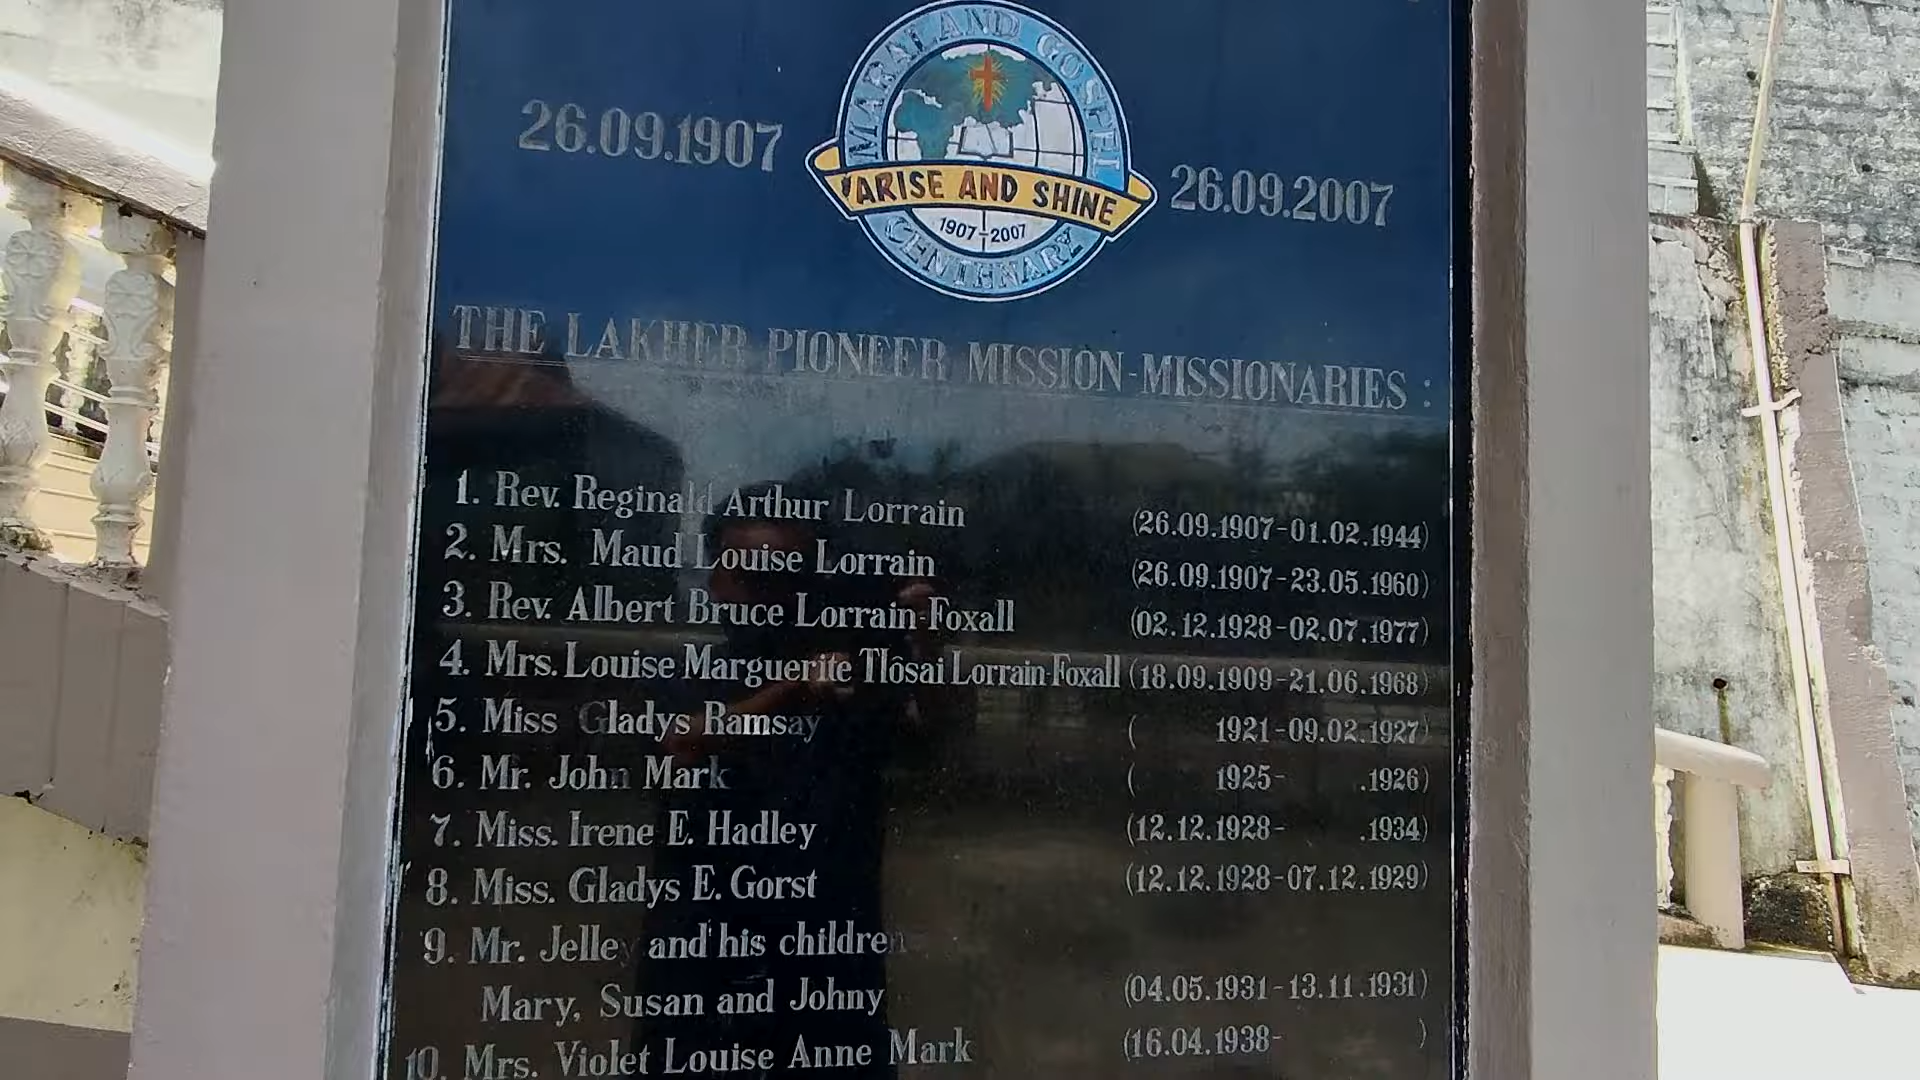 MARALAND GOSPEL
26.09.1907
26.09.2007
ARISE AND SHINE
1907-2007
CENTENARY
THE LAKHER PIONEER MISSION-MISSIONARIES :
1. Rev. Reginald Arthur Lorrain (26.09.1907-01.02.1944)
2. Mrs. Maud Louise Lorrain (26.09.1907-23.05.1960)
3. Rev. Albert Bruce Lorrain-Foxall (02.12.1928-02.07.1977)
4. Mrs. Louise Marguerite Tlôsai Lorrain-Foxall (18.09.1909-21.06.1968)
5. Miss Gladys Ramsay ( 1921-09.02.1927)
6. Mr. John Mark ( 1925- .1926)
7. Miss. Irene E. Hadley (12.12.1928- .1934)
8. Miss. Gladys E. Gorst (12.12.1928-07.12.1929)
9. Mr. Jelley and his children
Mary, Susan and Johny (04.05.1931-13.11.1931)
10. Mrs. Violet Louise Anne Mark (16.04.1938- )